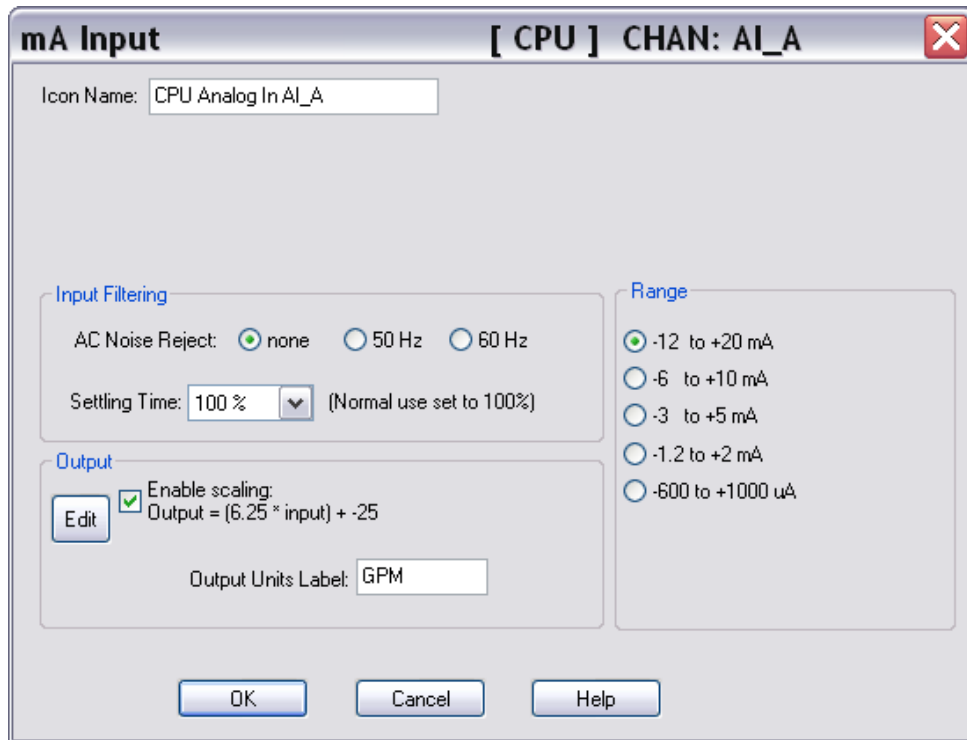 mA Input [ CPU ] CHAN: AI_A
Icon Name: CPU Analog In AI_A
Input Filtering
AC Noise Reject: none 50 Hz 60 Hz
Settling Time: 100 % (Normal use set to 100%)
Range
-12 to +20 mA
-6 to +10 mA
-3 to +5 mA
-1.2 to +2 mA
-600 to +1000 uA
Output
Edit
Enable scaling:
Output = (6.25 * input) + -25
Output Units Label: GPM
OK Cancel Help